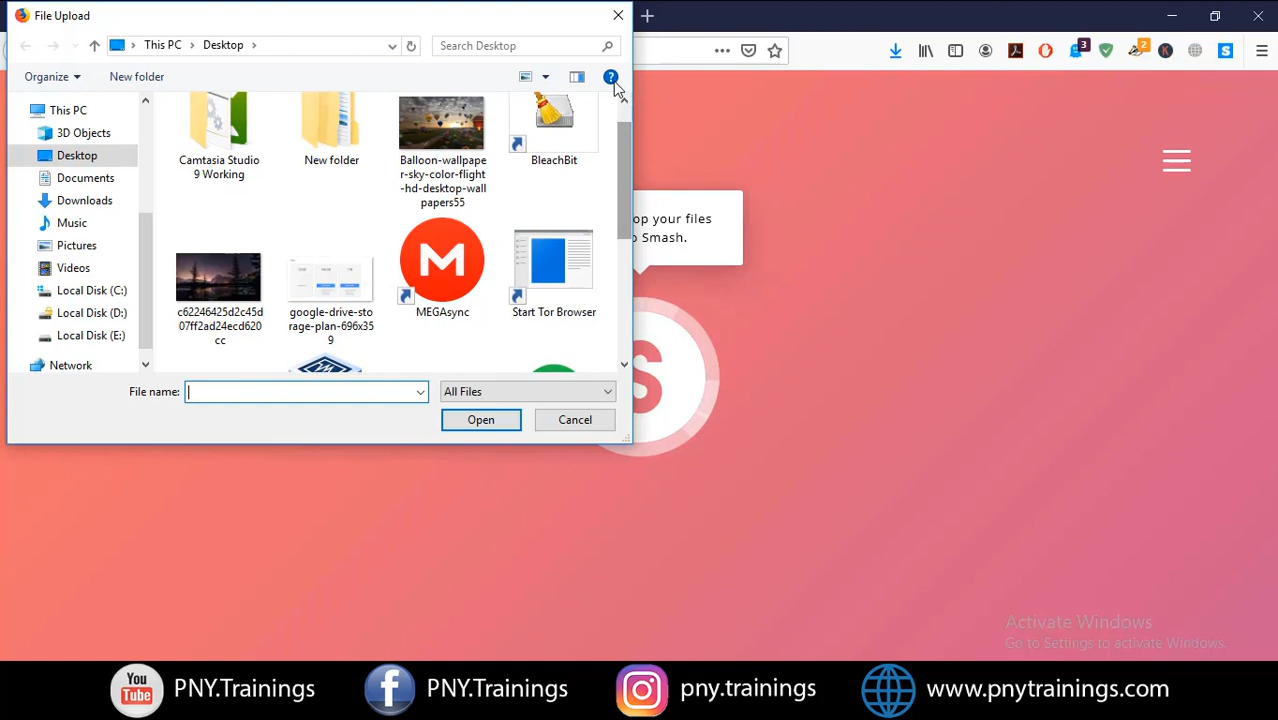 File Upload
This PC
Desktop
Search Desktop
Organize
New folder
This PC
3D Objects
Desktop
Documents
Downloads
Music
Pictures
Videos
Local Disk (C:)
Local Disk (D:)
Local Disk (E:)
Network
Camtasia Studio
9 Working
New folder
Balloon-wallpape
r-sky-color-flight
-hd-desktop-wall
papers55
BleachBit
c62246425d2c45d
07ff2ad24ecd620
cc
google-drive-sto
rage-plan-696x35
9
MEGAsync
Start Tor Browser
File name:
All Files
Open
Cancel
3
2
K
S
op your files
o Smash.
S
Activate Windows
Go to Settings to activate Windows.
You
Tube
PNY.Trainings
f
PNY.Trainings
pny.trainings
www.pnytrainings.com